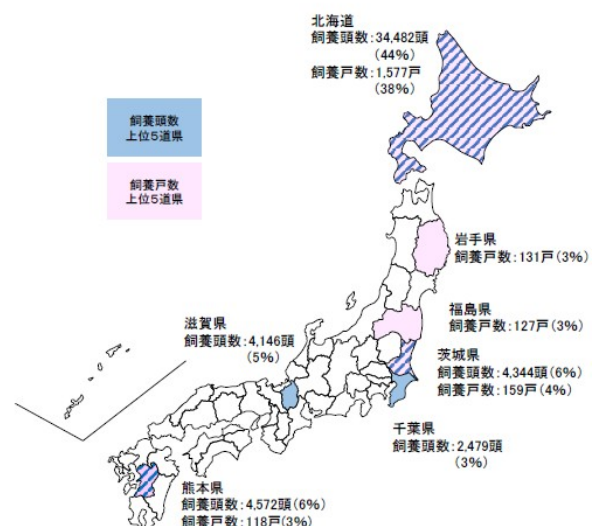 北海道
飼養頭数:34,482頭
(44%)
飼養戸数:1,577戸
(38%)
飼養頭数
上位5道県
飼養戸数
上位5道県
岩手県
飼養戸数:131戸(3%)
福島県
飼養戸数:127戸(3%)
滋賀県
飼養頭数:4,146頭
(5%)
茨城県
飼養頭数:4,344頭(6%)
飼養戸数:159戸(4%)
千葉県
飼養頭数:2,479頭
(3%)
熊本県
飼養頭数:4,572頭(6%)
飼養戸数:118戸(3%)